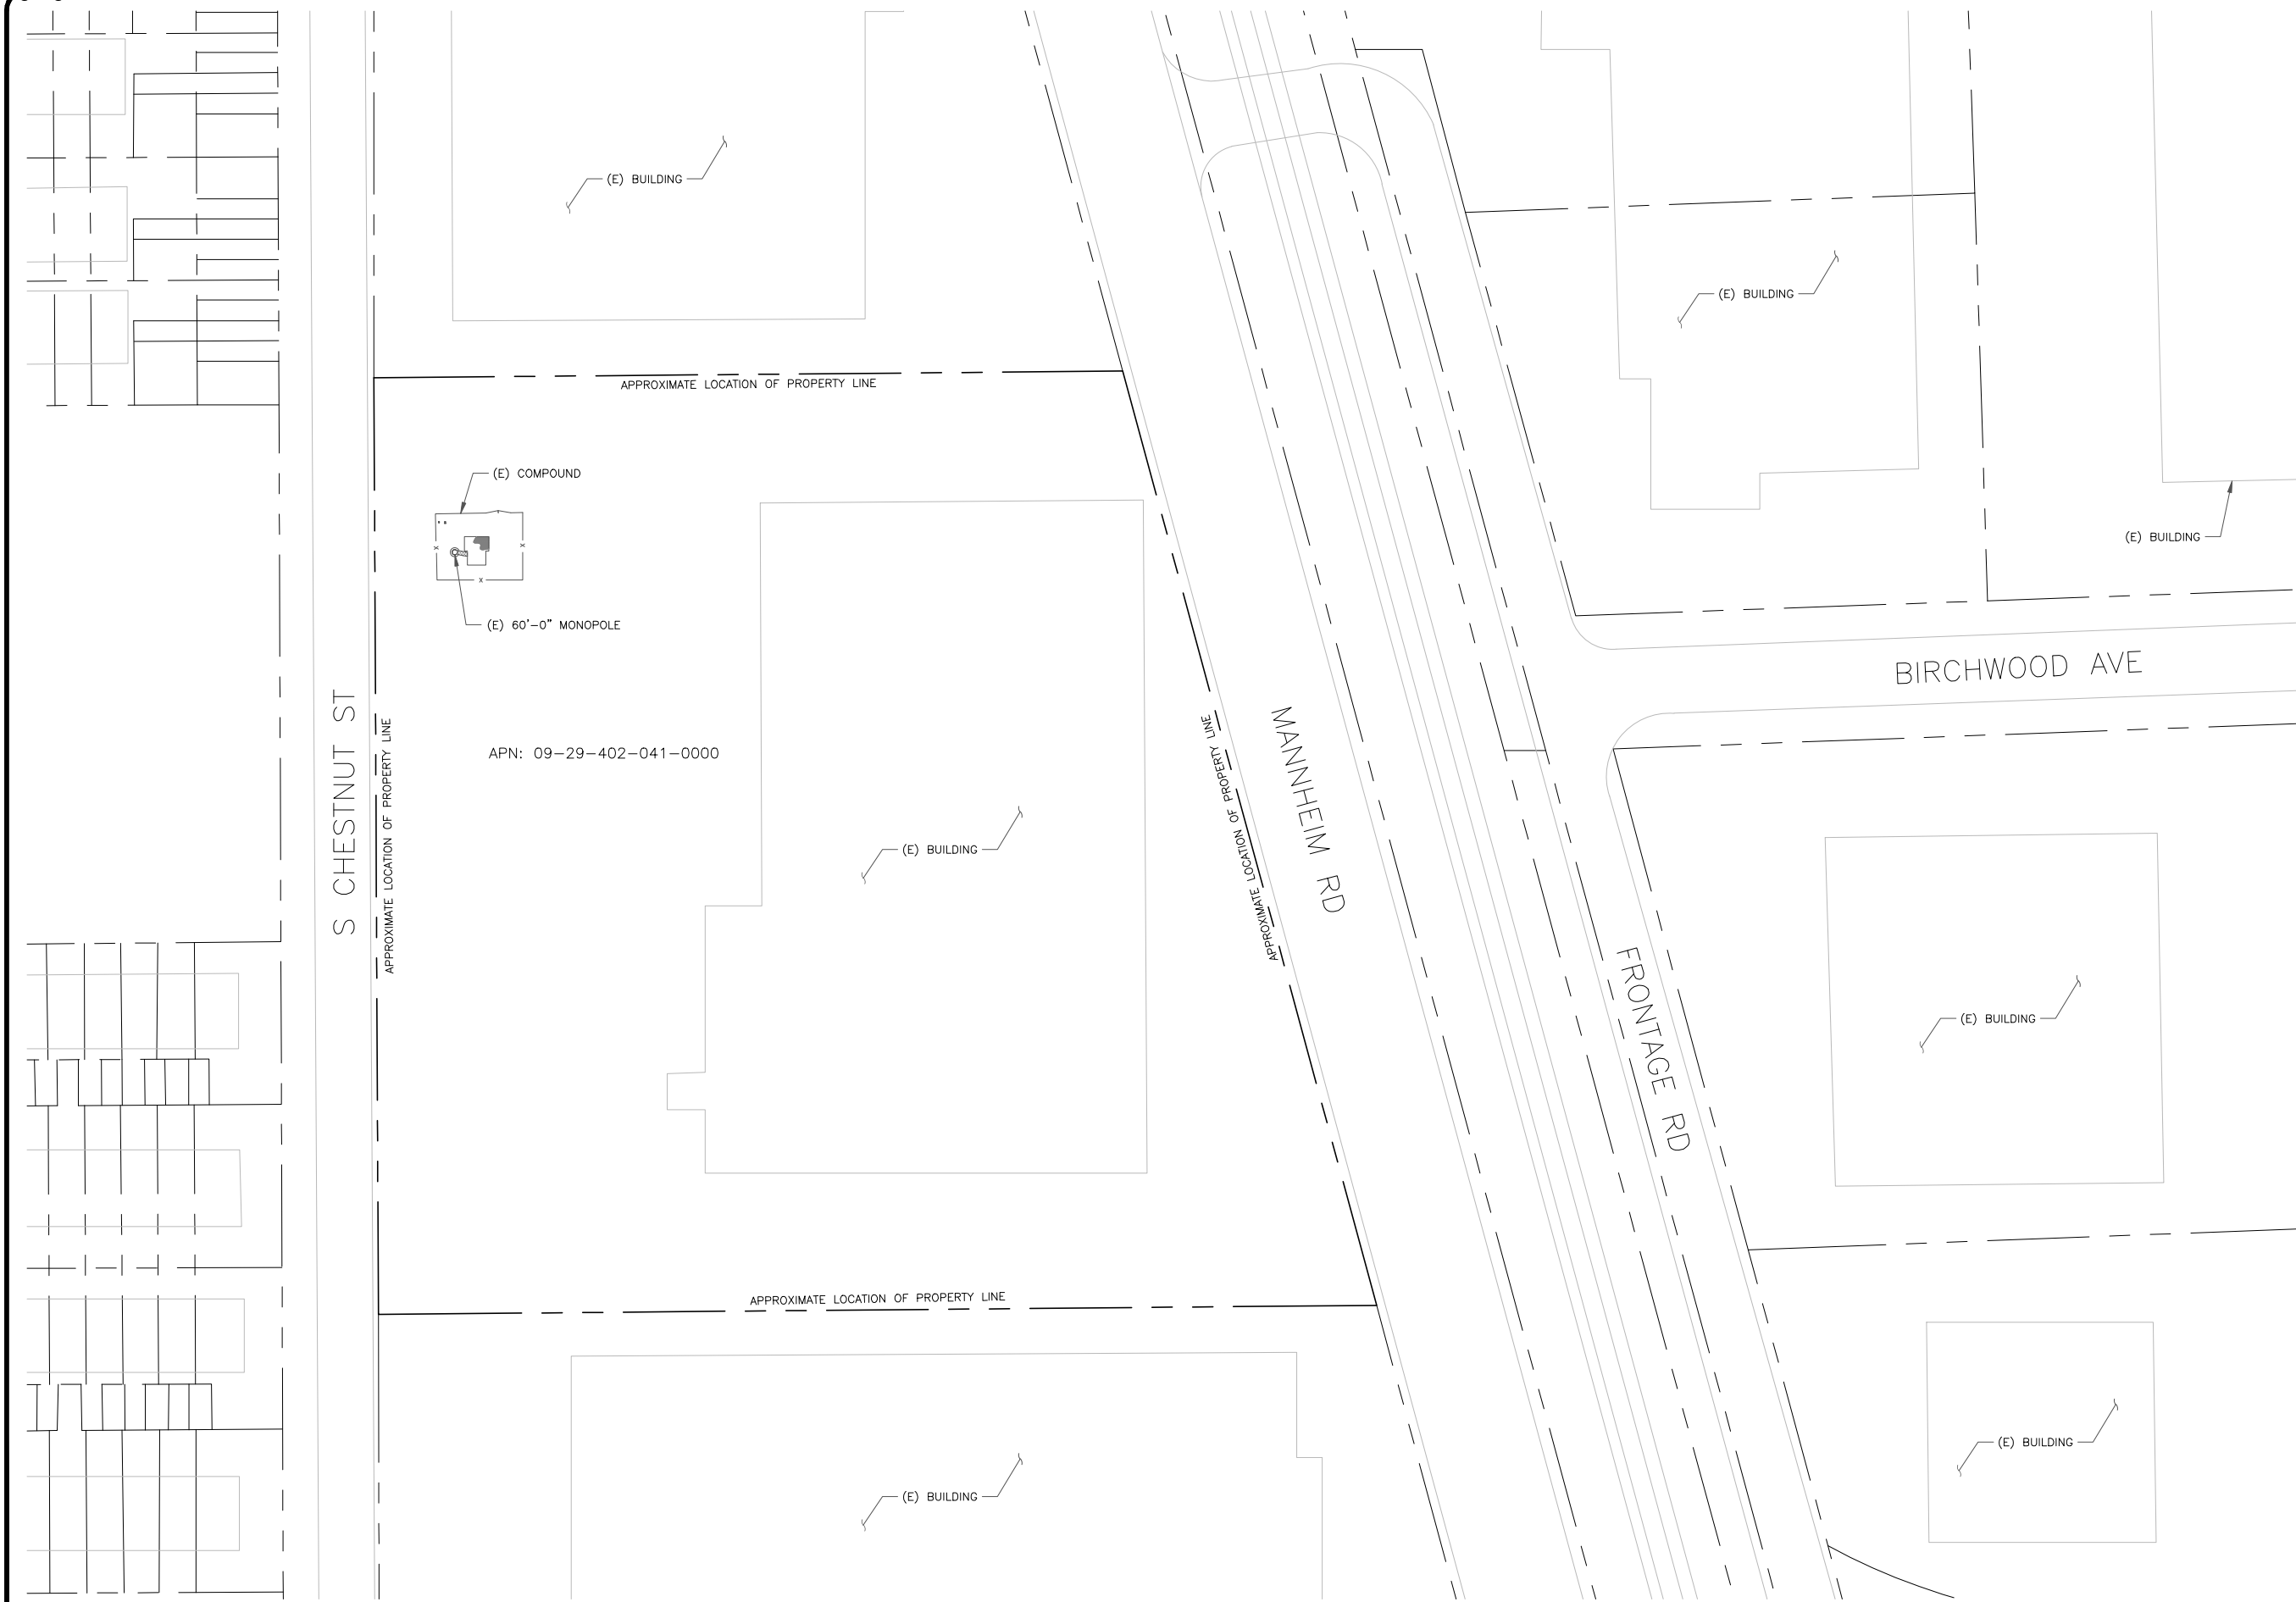 (E) BUILDING
(E) BUILDING
APPROXIMATE LOCATION OF PROPERTY LINE
(E) COMPOUND
(E) BUILDING
(E) 60'-0" MONOPOLE
BIRCHWOOD AVE
S CHESTNUT ST
APPROXIMATE LOCATION OF PROPERTY LINE
APN: 09-29-402-041-0000
APPROXIMATE LOCATION OF PROPERTY LINE
MANNHEIM RD
(E) BUILDING
FRONTAGE RD
(E) BUILDING
APPROXIMATE LOCATION OF PROPERTY LINE
(E) BUILDING
(E) BUILDING